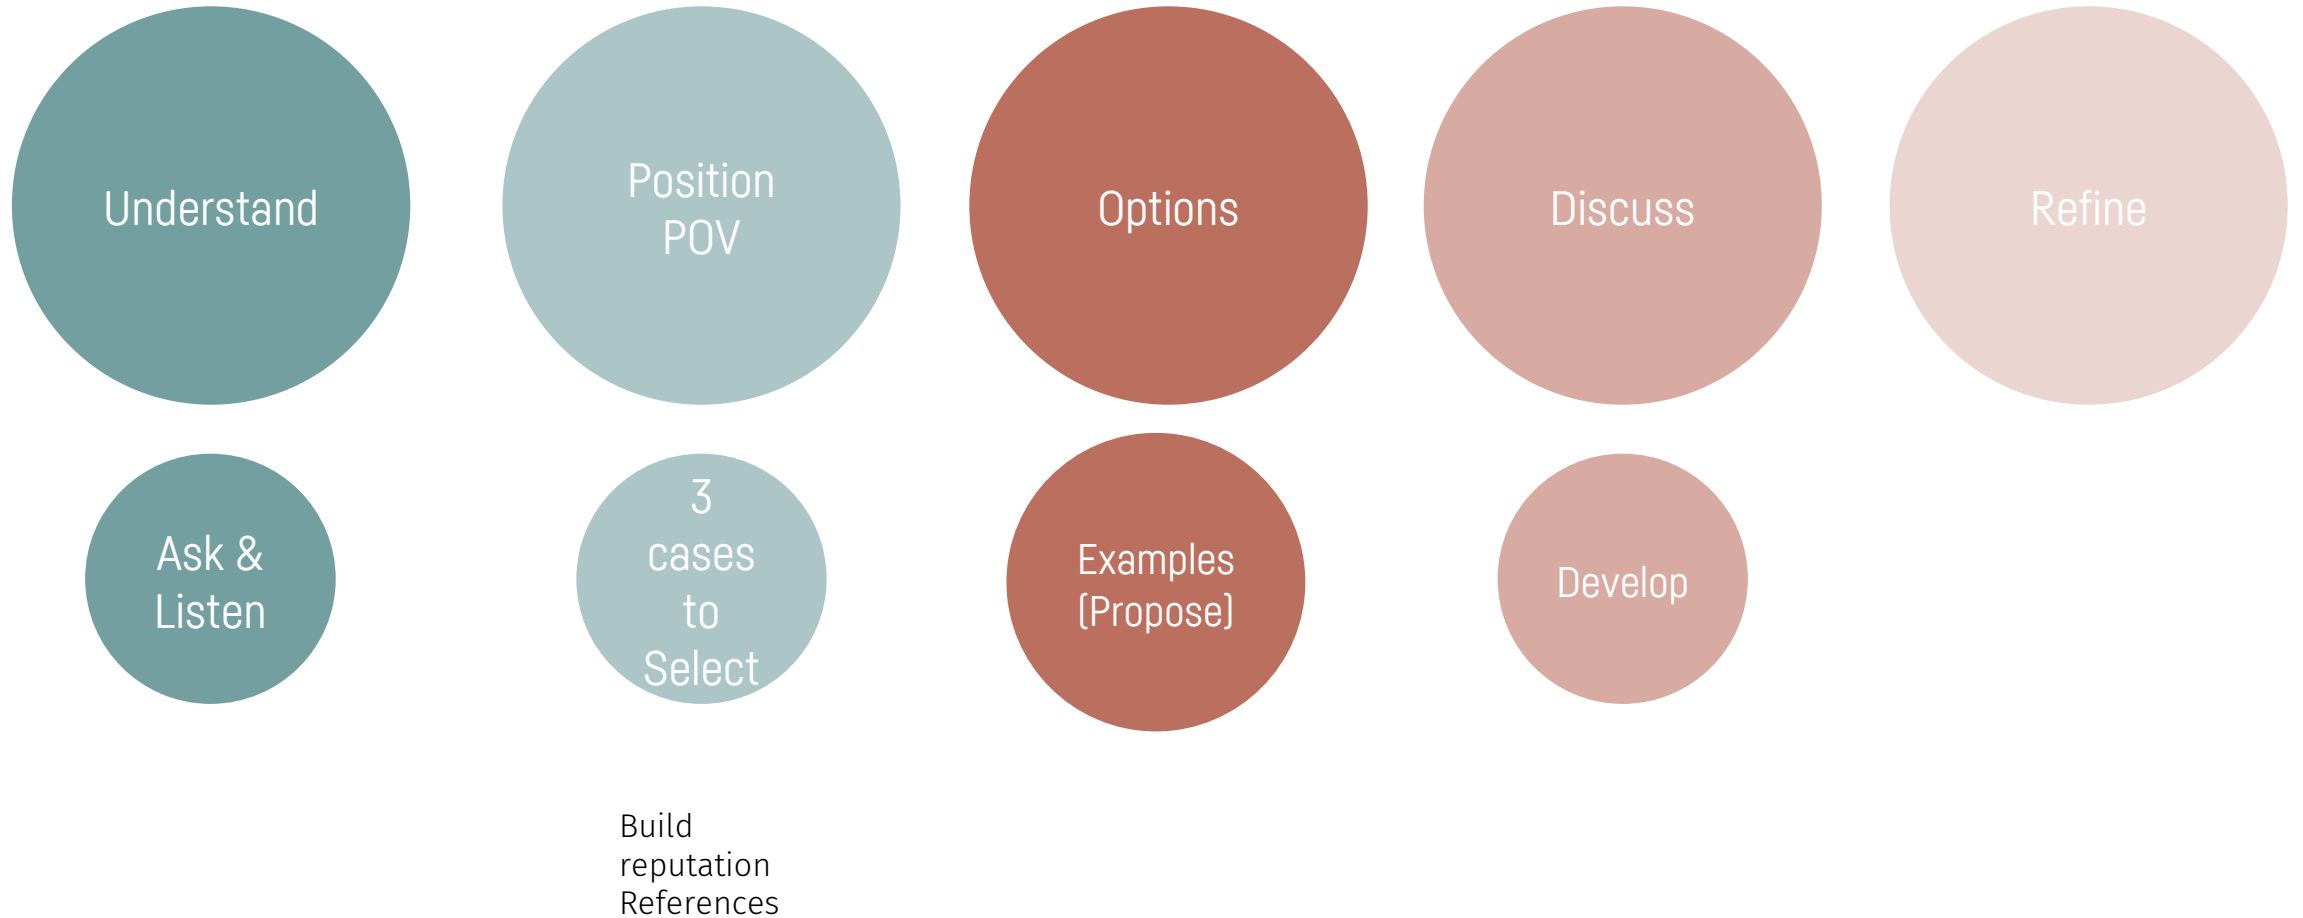 Understand
Position
POV
Options
Discuss
Refine
Ask &
Listen
3
cases
to
Select
Examples
(Propose)
Develop
Build
reputation
References